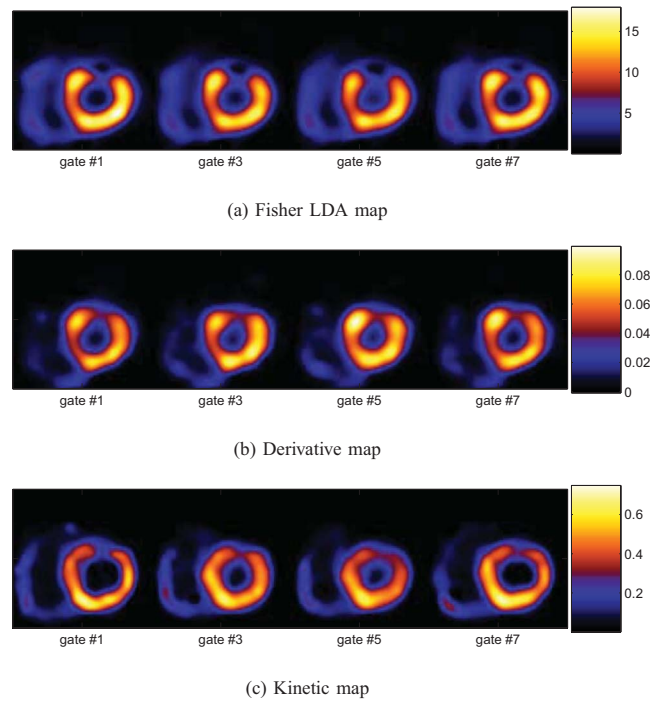 15
10
5
gate #1 gate #3 gate #5 gate #7
(a) Fisher LDA map
0.08
0.06
0.04
0.02
0
gate #1 gate #3 gate #5 gate #7
(b) Derivative map
0.6
0.4
0.2
gate #1 gate #3 gate #5 gate #7
(c) Kinetic map